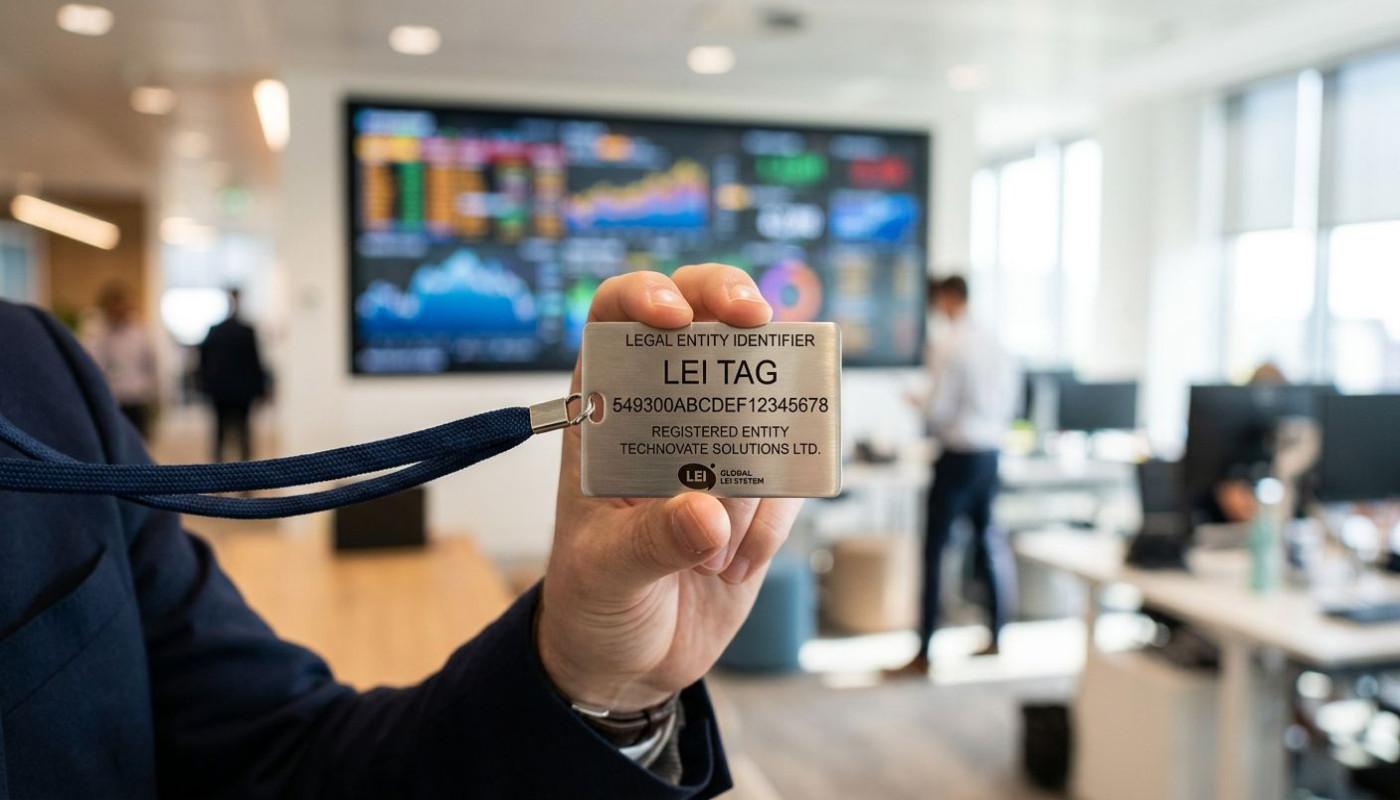 LEGAL ENTITY IDENTIFIER
LEI TAG
549300ABCDEF12345678
REGISTERED ENTITY
TECHNOVATE SOLUTIONS LTD.
LEI
GLOBAL
LEI SYSTEM